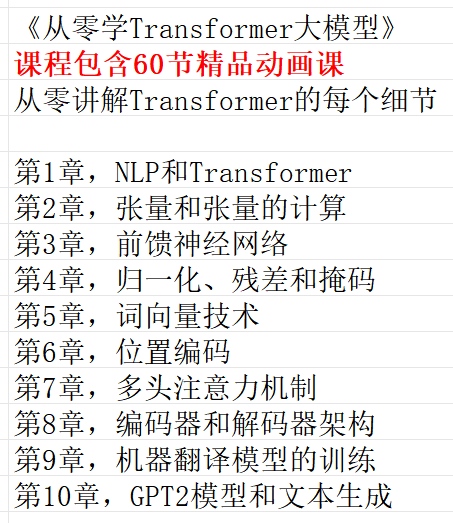 《从零学Transformer大模型》
课程包含60节精品动画课
从零讲解Transformer的每个细节
第1章，NLP和Transformer
第2章，张量和张量的计算
第3章，前馈神经网络
第4章，归一化、残差和掩码
第5章，词向量技术
第6章，位置编码
第7章，多头注意力机制
第8章，编码器和解码器架构
第9章，机器翻译模型的训练
第10章，GPT2模型和文本生成